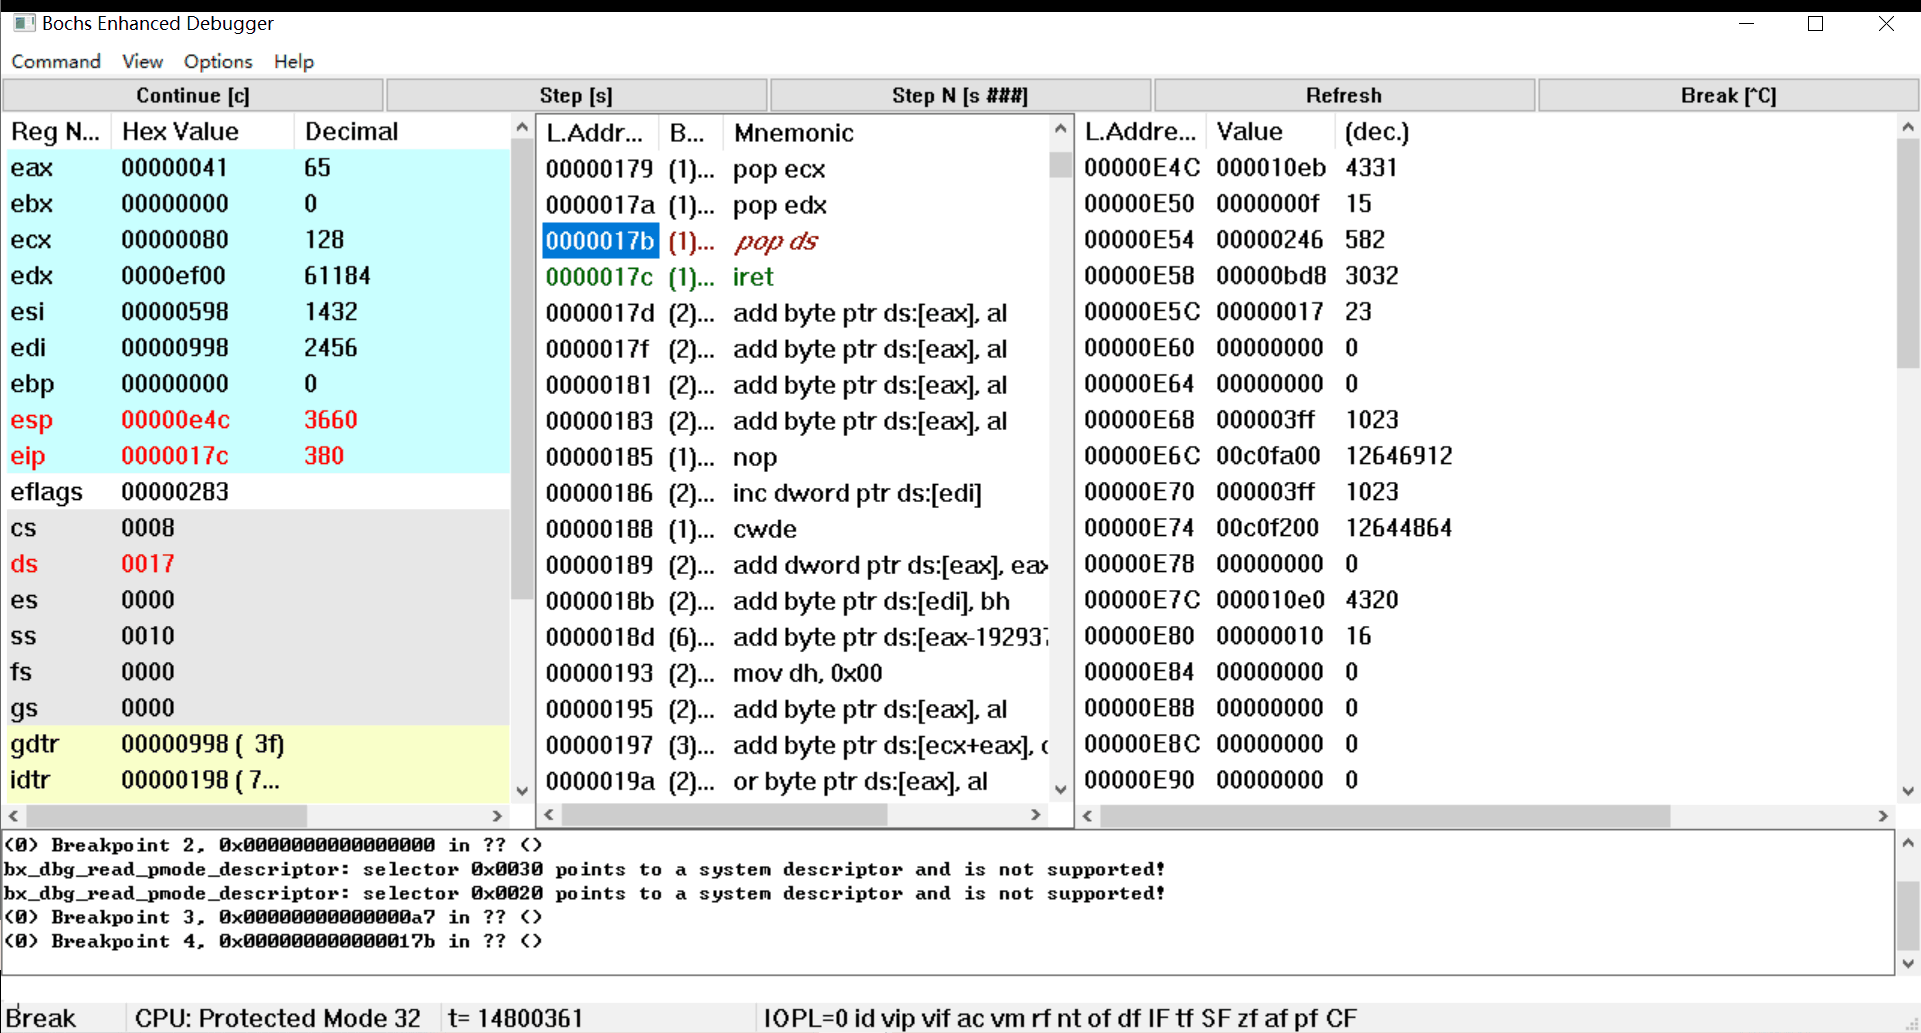 Bochs Enhanced Debugger
Command View Options Help
Continue [c] Step [s] Step N [s ###] Refresh Break [^C]
Reg N... Hex Value Decimal
eax 00000041 65
ebx 00000000 0
ecx 00000080 128
edx 0000ef00 61184
esi 00000598 1432
edi 00000998 2456
ebp 00000000 0
esp 00000e4c 3660
eip 0000017c 380
eflags 00000283
cs 0008
ds 0017
es 0000
ss 0010
fs 0000
gs 0000
gdtr 00000998 ( 3f)
idtr 00000198 ( 7...
L.Addr... B... Mnemonic
00000179 (1)... pop ecx
0000017a (1)... pop edx
0000017b (1)... pop ds
0000017c (1)... iret
0000017d (2)... add byte ptr ds:[eax], al
0000017f (2)... add byte ptr ds:[eax], al
00000181 (2)... add byte ptr ds:[eax], al
00000183 (2)... add byte ptr ds:[eax], al
00000185 (1)... nop
00000186 (2)... inc dword ptr ds:[edi]
00000188 (1)... cwde
00000189 (2)... add dword ptr ds:[eax], eax
0000018b (2)... add byte ptr ds:[edi], bh
0000018d (6)... add byte ptr ds:[eax-192937
00000193 (2)... mov dh, 0x00
00000195 (2)... add byte ptr ds:[eax], al
00000197 (3)... add byte ptr ds:[ecx+eax],
0000019a (2)... or byte ptr ds:[eax], al
L.Addre... Value (dec.)
00000E4C 000010eb 4331
00000E50 0000000f 15
00000E54 00000246 582
00000E58 00000bd8 3032
00000E5C 00000017 23
00000E60 00000000 0
00000E64 00000000 0
00000E68 000003ff 1023
00000E6C 00c0fa00 12646912
00000E70 000003ff 1023
00000E74 00c0f200 12644864
00000E78 00000000 0
00000E7C 000010e0 4320
00000E80 00000010 16
00000E84 00000000 0
00000E88 00000000 0
00000E8C 00000000 0
00000E90 00000000 0
(0) Breakpoint 2, 0x0000000000000000 in ?? ()
bx_dbg_read_pmode_descriptor: selector 0x0030 points to a system descriptor and is not supported!
bx_dbg_read_pmode_descriptor: selector 0x0020 points to a system descriptor and is not supported!
(0) Breakpoint 3, 0x00000000000000a7 in ?? ()
(0) Breakpoint 4, 0x000000000000017b in ?? ()
Break CPU: Protected Mode 32 t= 14800361 IOPL=0 id vip vif ac vm rf nt of df IF tf SF zf af pf CF